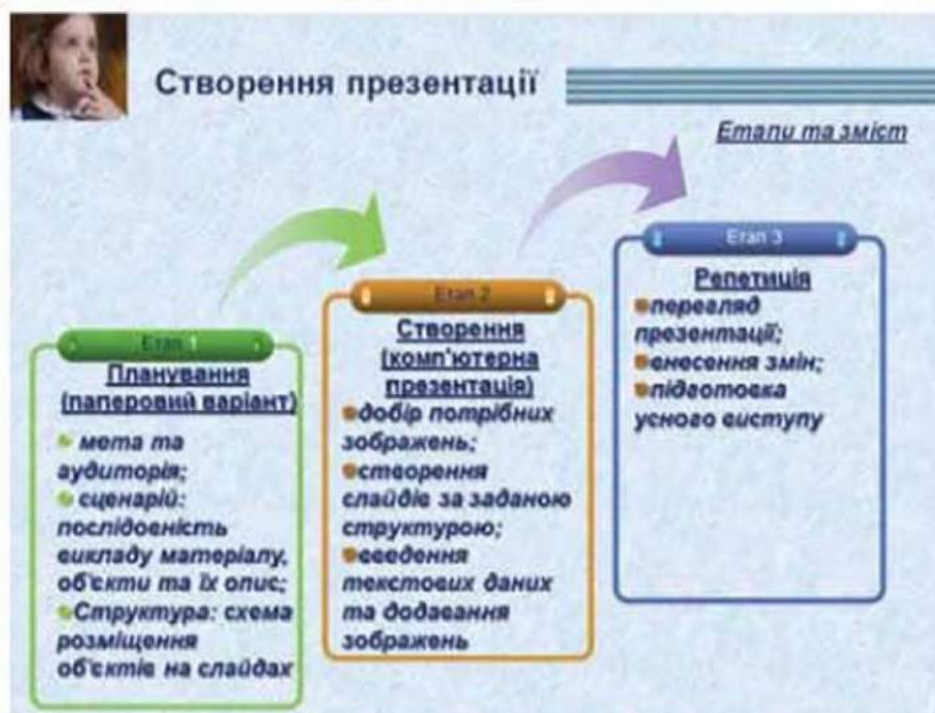 Створення презентації
Етапи та зміст
Етап 1
Планування
(паперовий варіант)
мета та
аудиторія;
сценарій:
послідовність
викладу матеріалу,
об'єкти та їх опис;
Структура: схема
розміщення
об'єктів на слайдах
Етап 2
Створення
(комп'ютерна
презентація)
добір потрібних
зображень;
створення
слайдів за заданою
структурою;
введення
текстових даних
та додавання
зображень
Етап 3
Репетиція
перегляд
презентації;
внесення змін;
підготовка
усного виступу